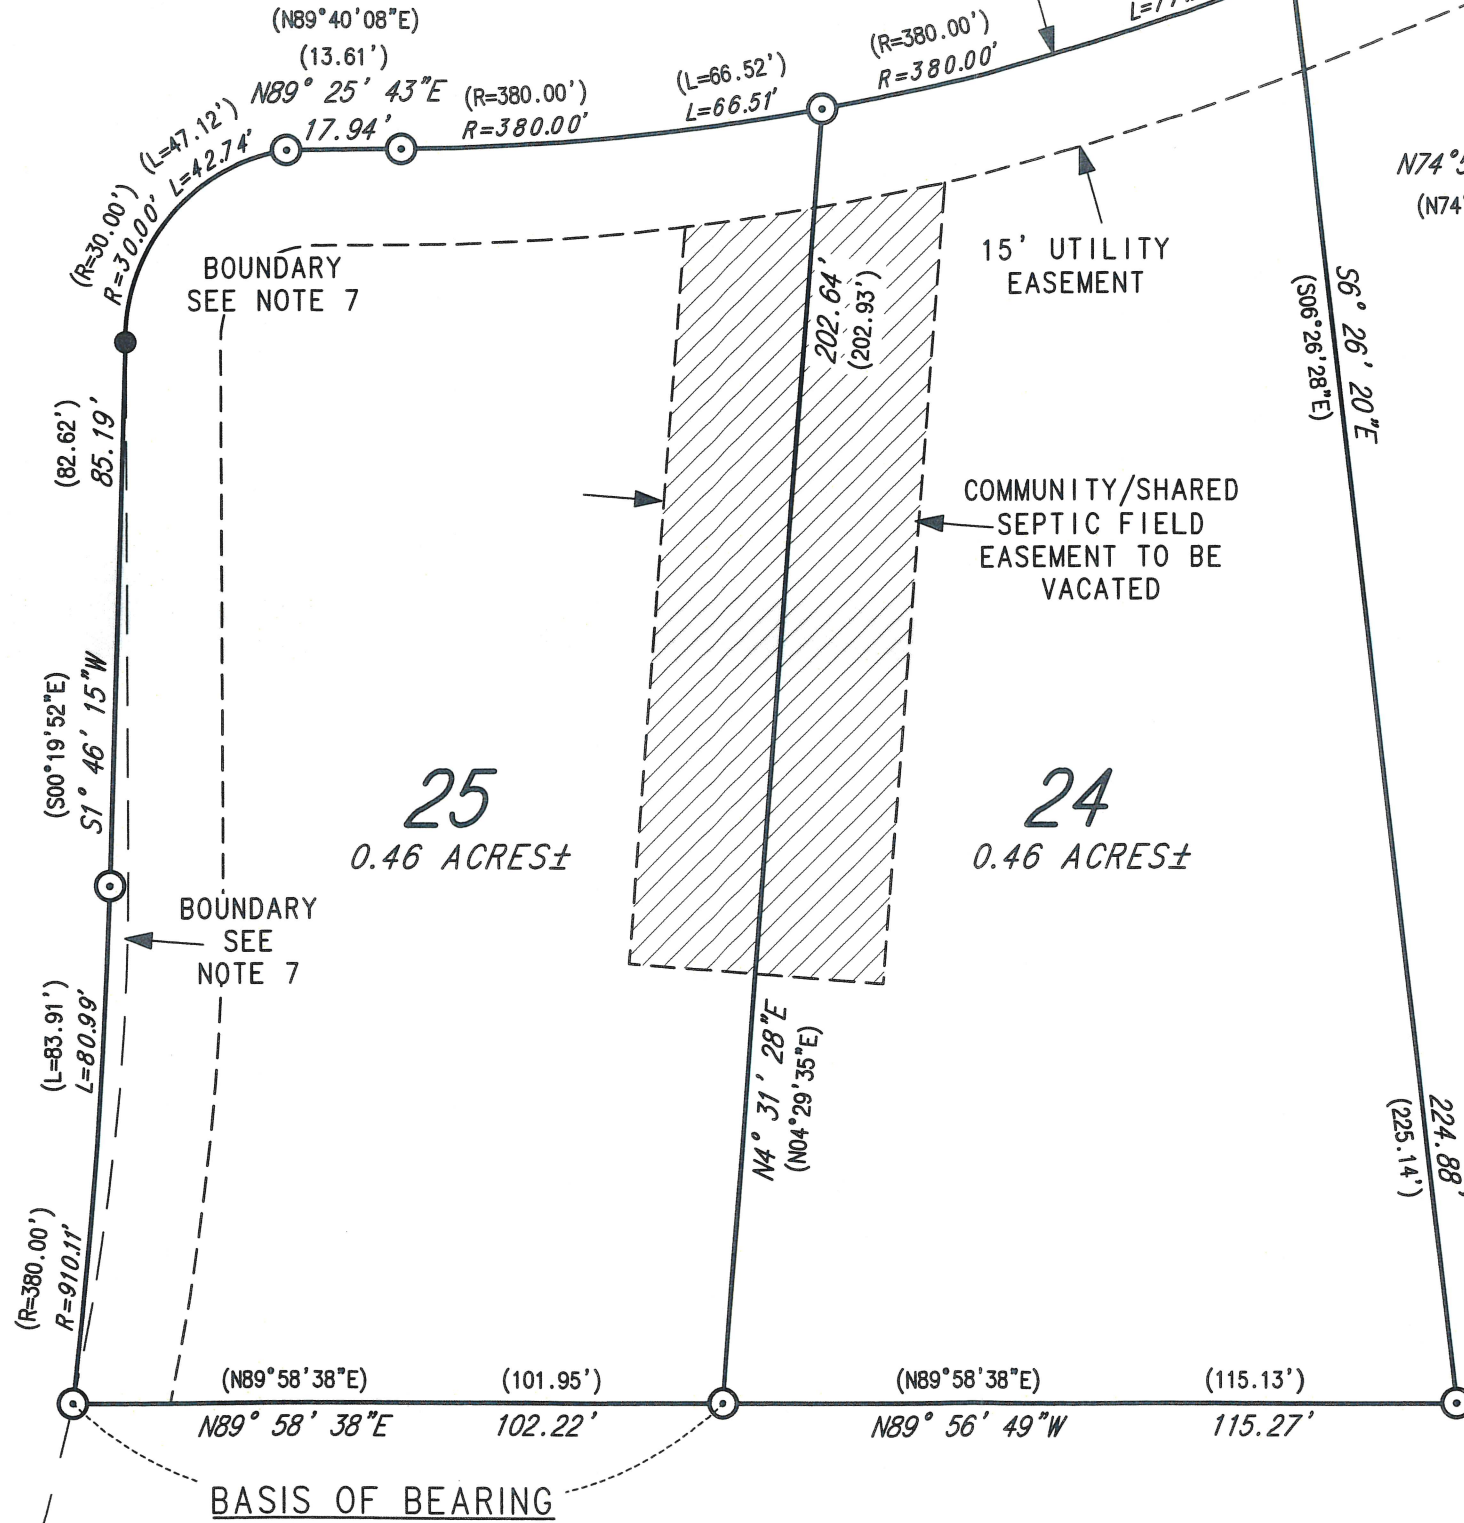 (N89°40'08"E)
(13.61')
N89° 25' 43"E
17.94'
(R=380.00')
R=380.00'
(L=66.52')
L=66.51'
(R=380.00')
R=380.00'
(L=47.12')
L=42.74'
(R=30.00')
R=30.00'
BOUNDARY
SEE NOTE 7
15' UTILITY
EASEMENT
202.64'
(202.93')
S6° 26' 20"E
(S06°26'28"E)
(82.62')
85.19'
COMMUNITY/SHARED
SEPTIC FIELD
EASEMENT TO BE
VACATED
(S00°19'52"E)
S1° 46' 15"W
25
0.46 ACRES±
24
0.46 ACRES±
BOUNDARY
SEE
NOTE 7
(L=83.91')
L=80.99'
N4° 31' 28"E
(N04°29'35"E)
224.88'
(225.14')
(R=380.00')
R=910.11'
(N89°58'38"E) (101.95')
N89° 58' 38"E 102.22'
(N89°58'38"E) (115.13')
N89° 56' 49"W 115.27'
BASIS OF BEARING